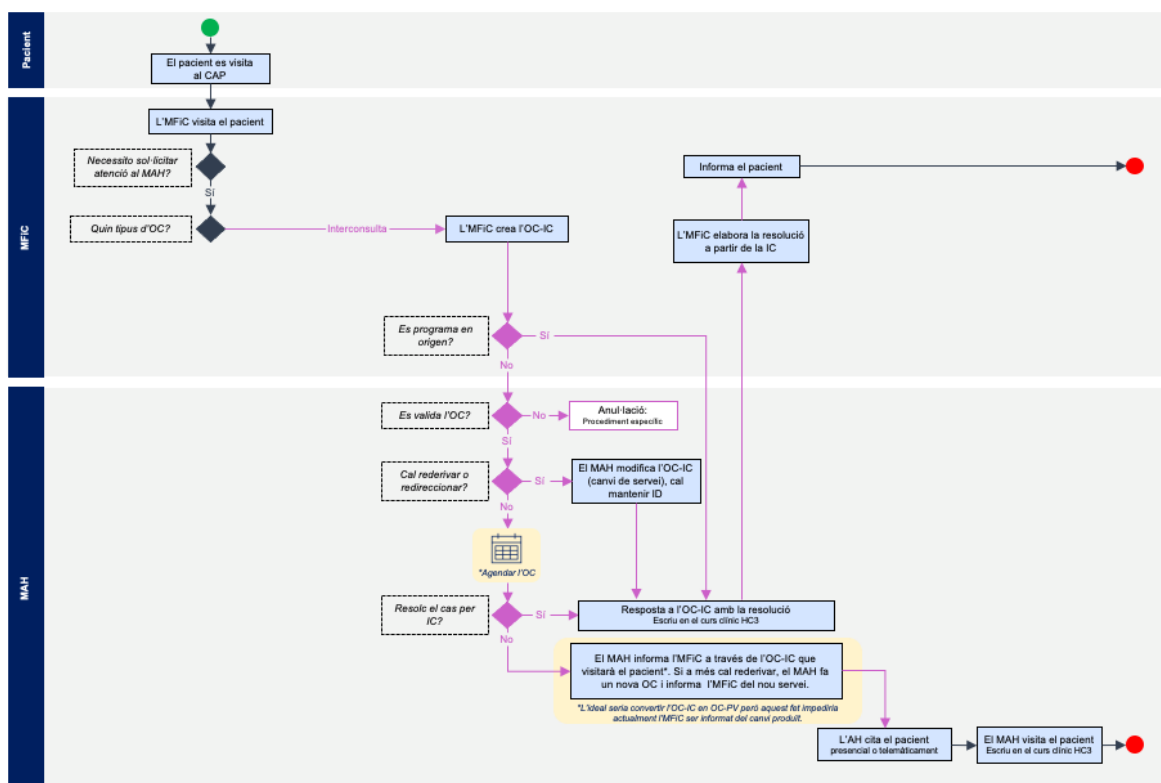 Pacient
El pacient es visita
al CAP
MFiC
L'MFiC visita el pacient
Necessito sol·licitar
atenció al MAH?
Sí
Quin tipus d'OC?
Interconsulta
L'MFiC crea l'OC-IC
Informa el pacient
L'MFiC elabora la resolució
a partir de la IC
Es programa en
origen?
Sí
No
MAH
Es valida l'OC?
No
Anul·lació:
Procediment específic
Sí
Cal rederivar o
redireccionar?
Sí
El MAH modifica l'OC-IC
(canvi de servei), cal
mantenir ID
No
*Agendar l'OC
Resolc el cas per
IC?
Sí
Resposta a l'OC-IC amb la resolució
Escriu en el curs clínic HC3
No
El MAH informa l'MFiC a través de l'OC-IC que
visitarà el pacient*. Si a més cal rederivar, el MAH fa
un nova OC i informa l'MFiC del nou servei.
*L'ideal seria convertir l'OC-IC en OC-PV però aquest fet impediria
actualment l'MFiC ser informat del canvi produït.
L'AH cita el pacient
presencial o telemàticament
El MAH visita el pacient
Escriu en el curs clínic HC3